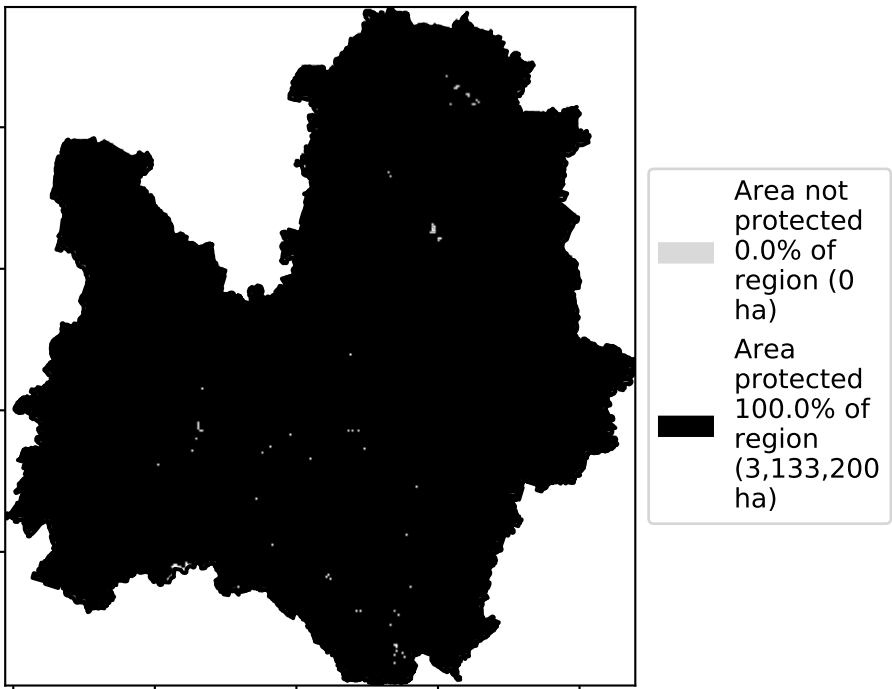 Area not
protected
0.0% of
region (0
ha)
Area
protected
100.0% of
region
(3,133,200
ha)